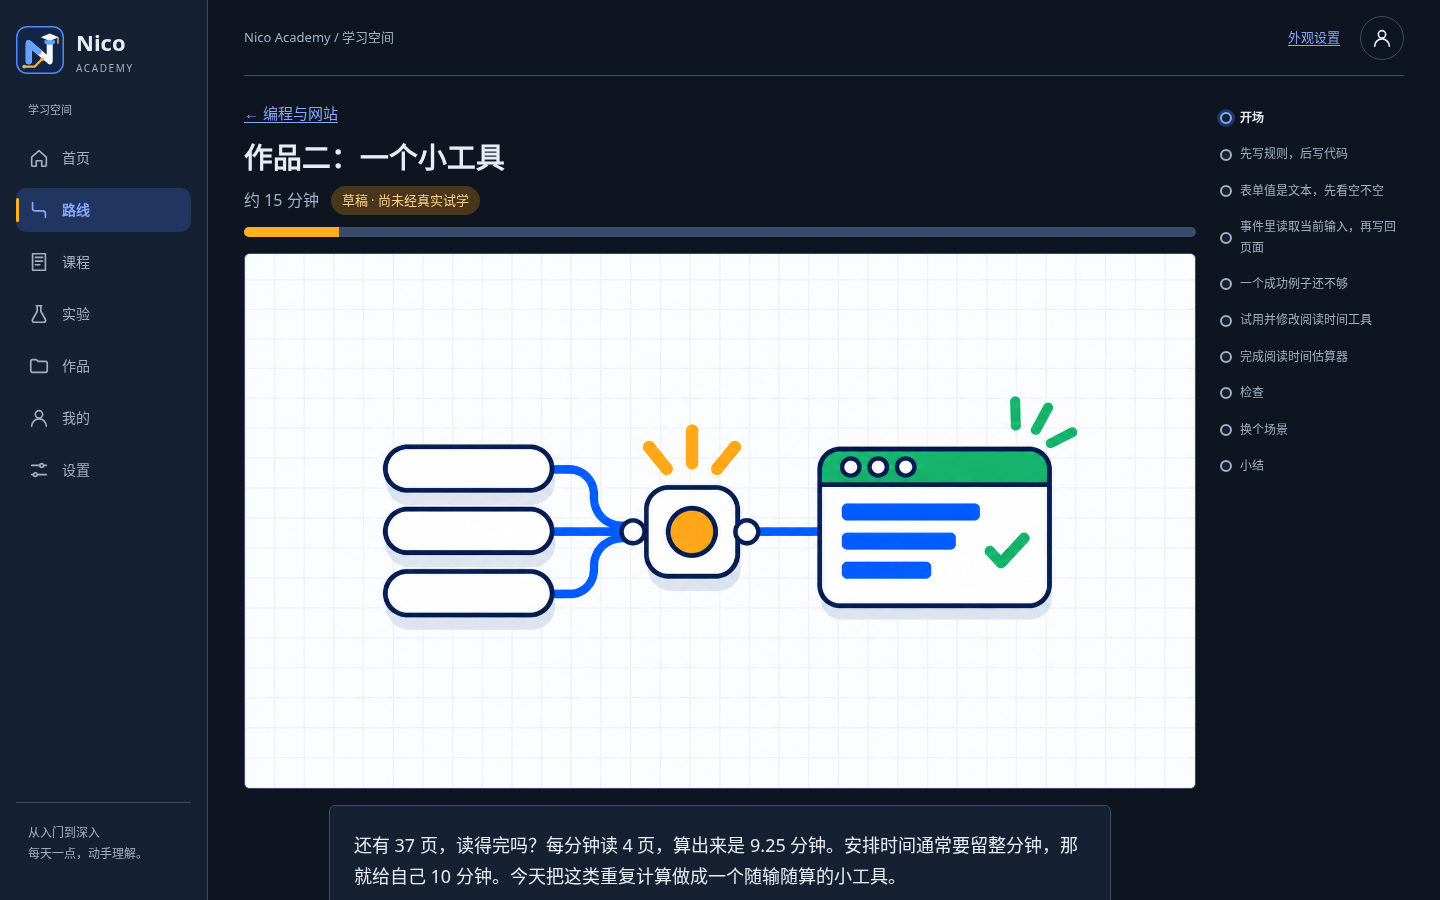 Nico
ACADEMY
学习空间
首页
路线
课程
实验
作品
我的
设置
从入门到深入
每天一点，动手理解。
Nico Academy / 学习空间
外观设置
← 编程与网站
作品二：一个小工具
约 15 分钟
草稿 · 尚未经真实试学
还有 37 页，读得完吗？每分钟读 4 页，算出来是 9.25 分钟。安排时间通常要留整分钟，那
就给自己 10 分钟。今天把这类重复计算做成一个随输随算的小工具。
开场
先写规则，后写代码
表单值是文本，先看空不空
事件里读取当前输入，再写回
页面
一个成功例子还不够
试用并修改阅读时间工具
完成阅读时间估算器
检查
换个场景
小结